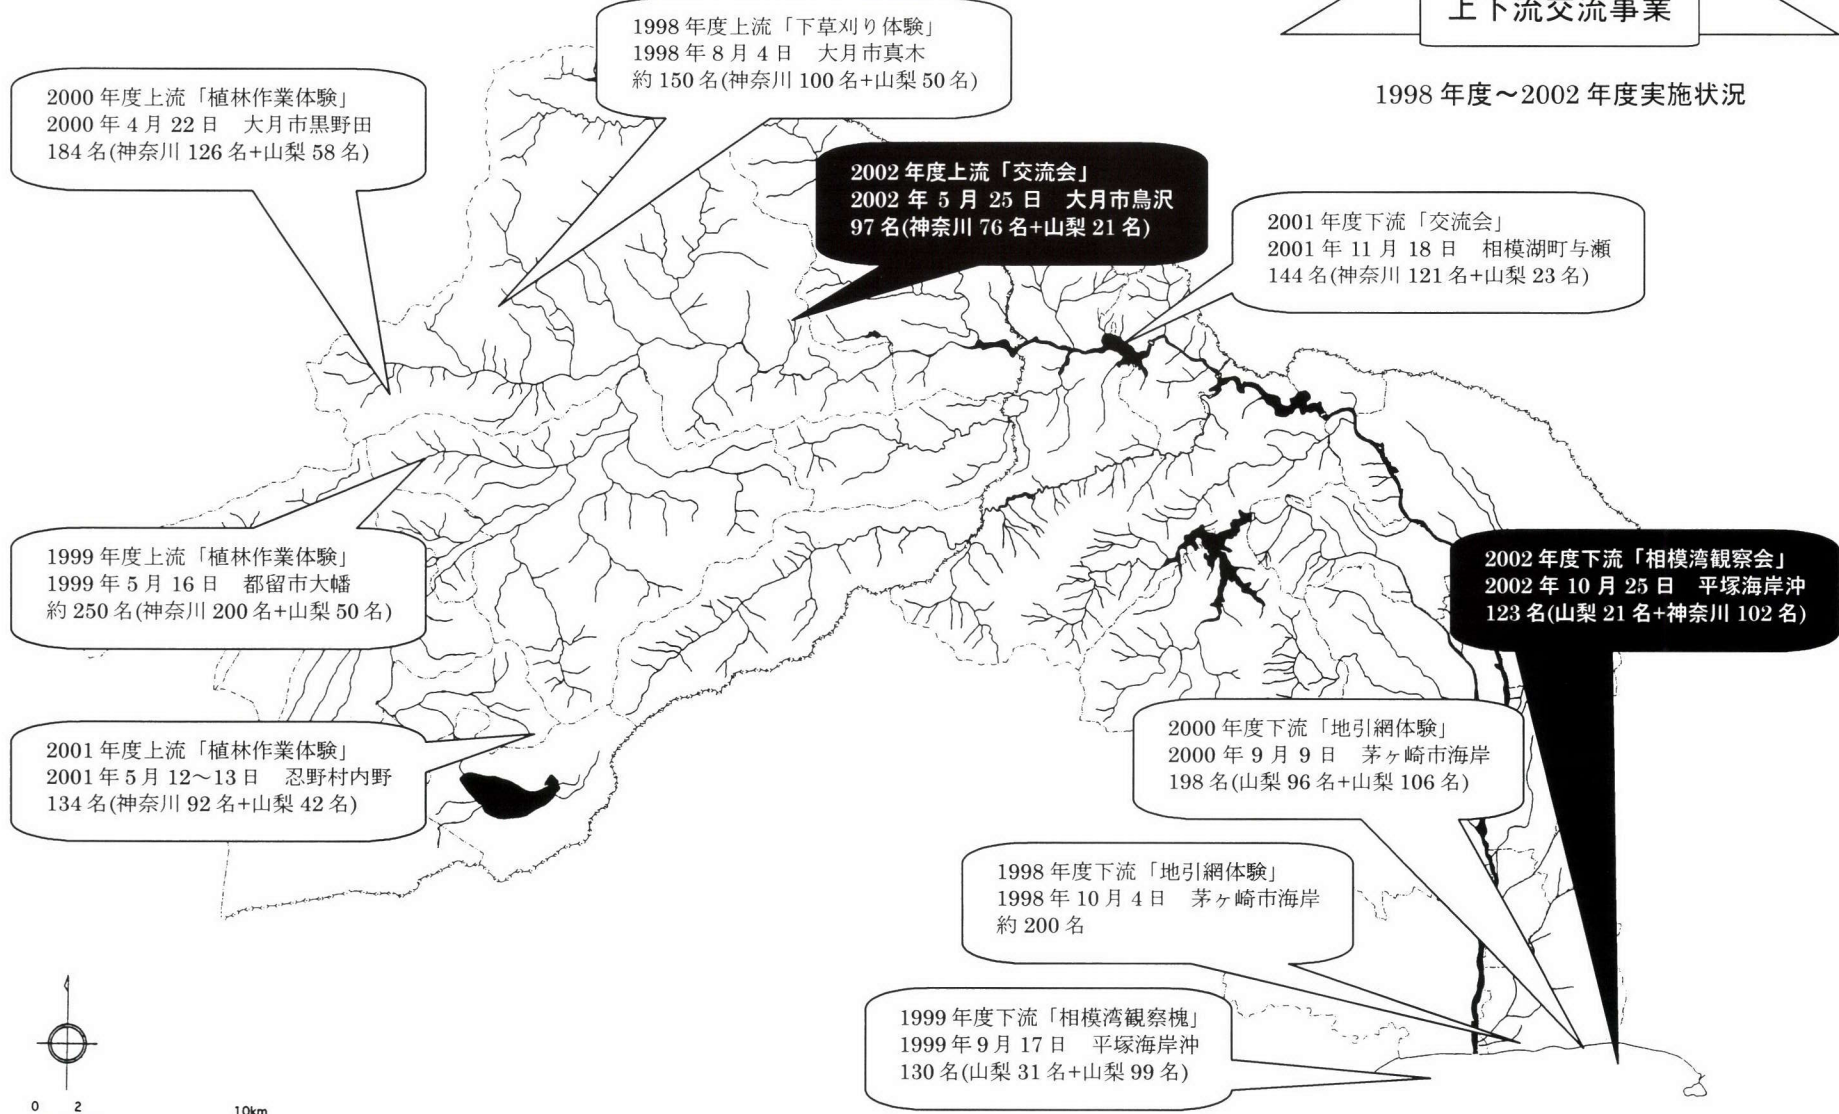 上下流交流事業
1998年度～2002年度実施状況
1998年度上流「下草刈り体験」
1998年8月4日　大月市真木
約150名(神奈川100名+山梨50名)
2000年度上流「植林作業体験」
2000年4月22日　大月市黒野田
184名(神奈川126名+山梨58名)
2002年度上流「交流会」
2002年5月25日　大月市鳥沢
97名(神奈川76名+山梨21名)
2001年度下流「交流会」
2001年11月18日　相模湖町与瀬
144名(神奈川121名+山梨23名)
1999年度上流「植林作業体験」
1999年5月16日　都留市大幡
約250名(神奈川200名+山梨50名)
2002年度下流「相模湾観察会」
2002年10月25日　平塚海岸沖
123名(山梨21名+神奈川102名)
2001年度上流「植林作業体験」
2001年5月12～13日　忍野村内野
134名(神奈川92名+山梨42名)
2000年度下流「地引網体験」
2000年9月9日　茅ヶ崎市海岸
198名(山梨96名+山梨106名)
1998年度下流「地引網体験」
1998年10月4日　茅ヶ崎市海岸
約200名
1999年度下流「相模湾観察槐」
1999年9月17日　平塚海岸沖
130名(山梨31名+山梨99名)
0 2 10km